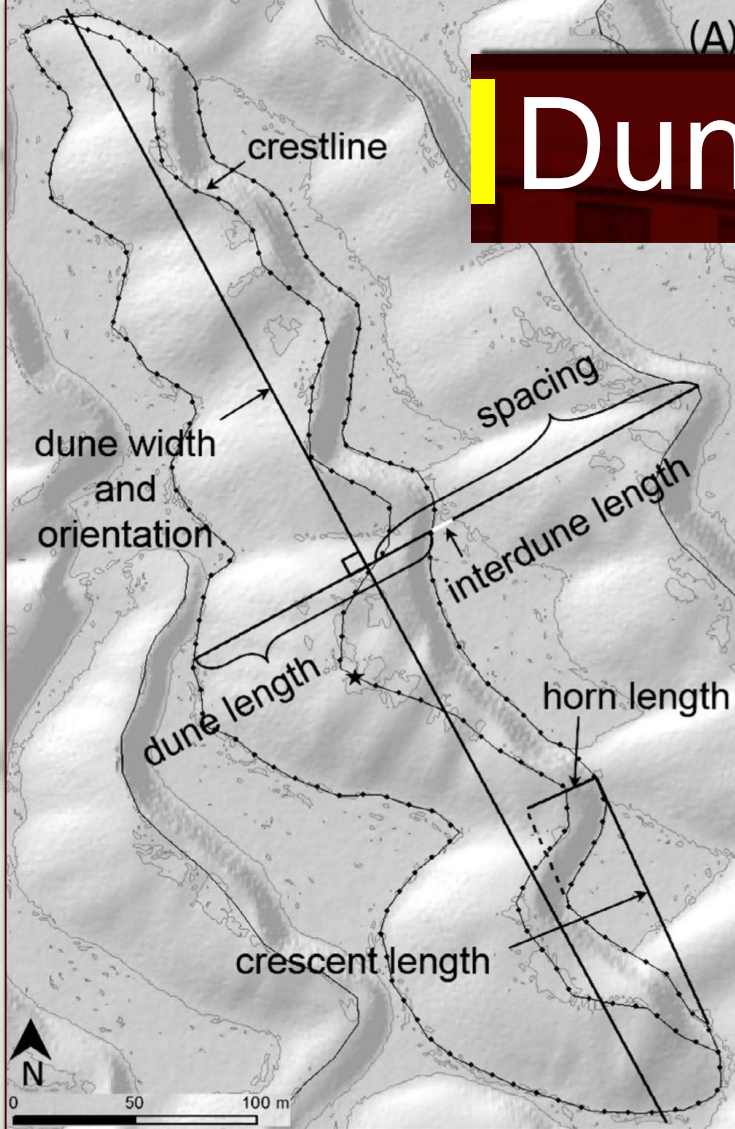 (A)
Dun
crestline
spacing
dune width
and
orientation
interdune length
dune length
horn length
crescent length
N
0 50 100 m